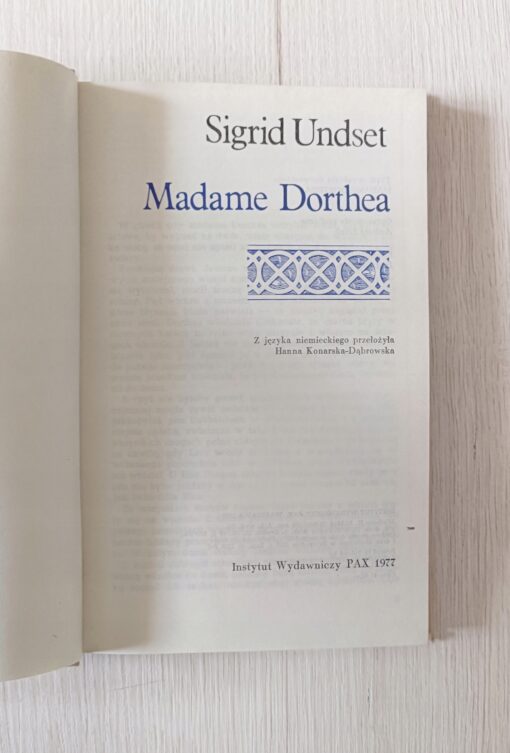 Sigrid Undset
Madame Dorthea
Z języka niemieckiego przełożyła
Hanna Konarska-Dąbrowska
Instytut Wydawniczy PAX 1977